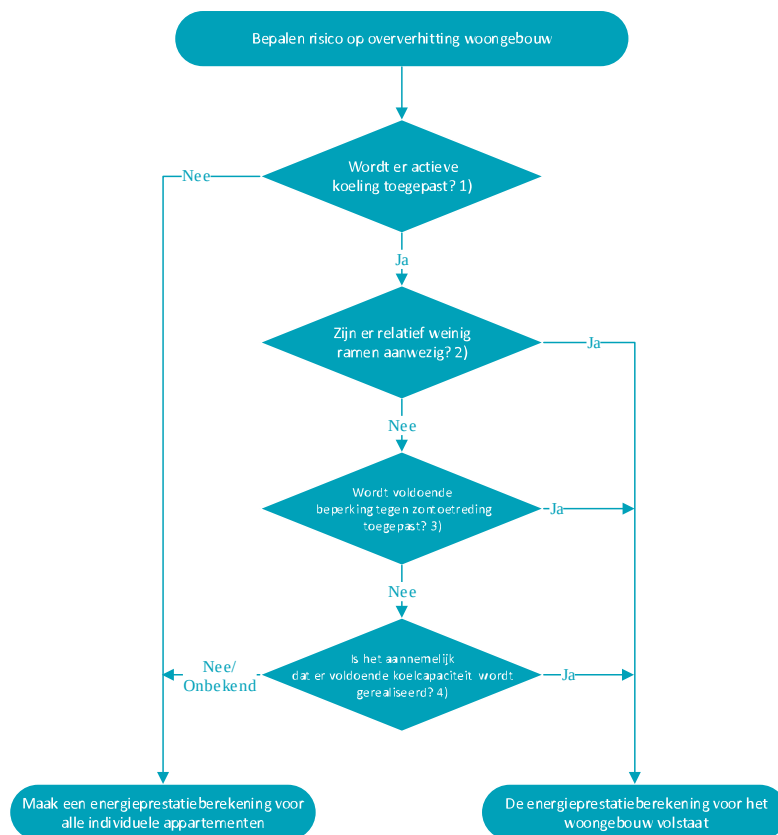 Bepalen risico op oververhitting woongebouw
Wordt er actieve
koeling toegepast? 1)
Nee
Ja
Zijn er relatief weinig
ramen aanwezig? 2)
Ja
Nee
Wordt voldoende
beperking tegen zontoetreding
toegepast? 3)
Ja
Nee
Is het aannemelijk
dat er voldoende koelcapaciteit wordt
gerealiseerd? 4)
Nee/
Onbekend
Ja
Maak een energieprestatieberekening voor
alle individuele appartementen
De energieprestatieberekening voor het
woongebouw volstaat